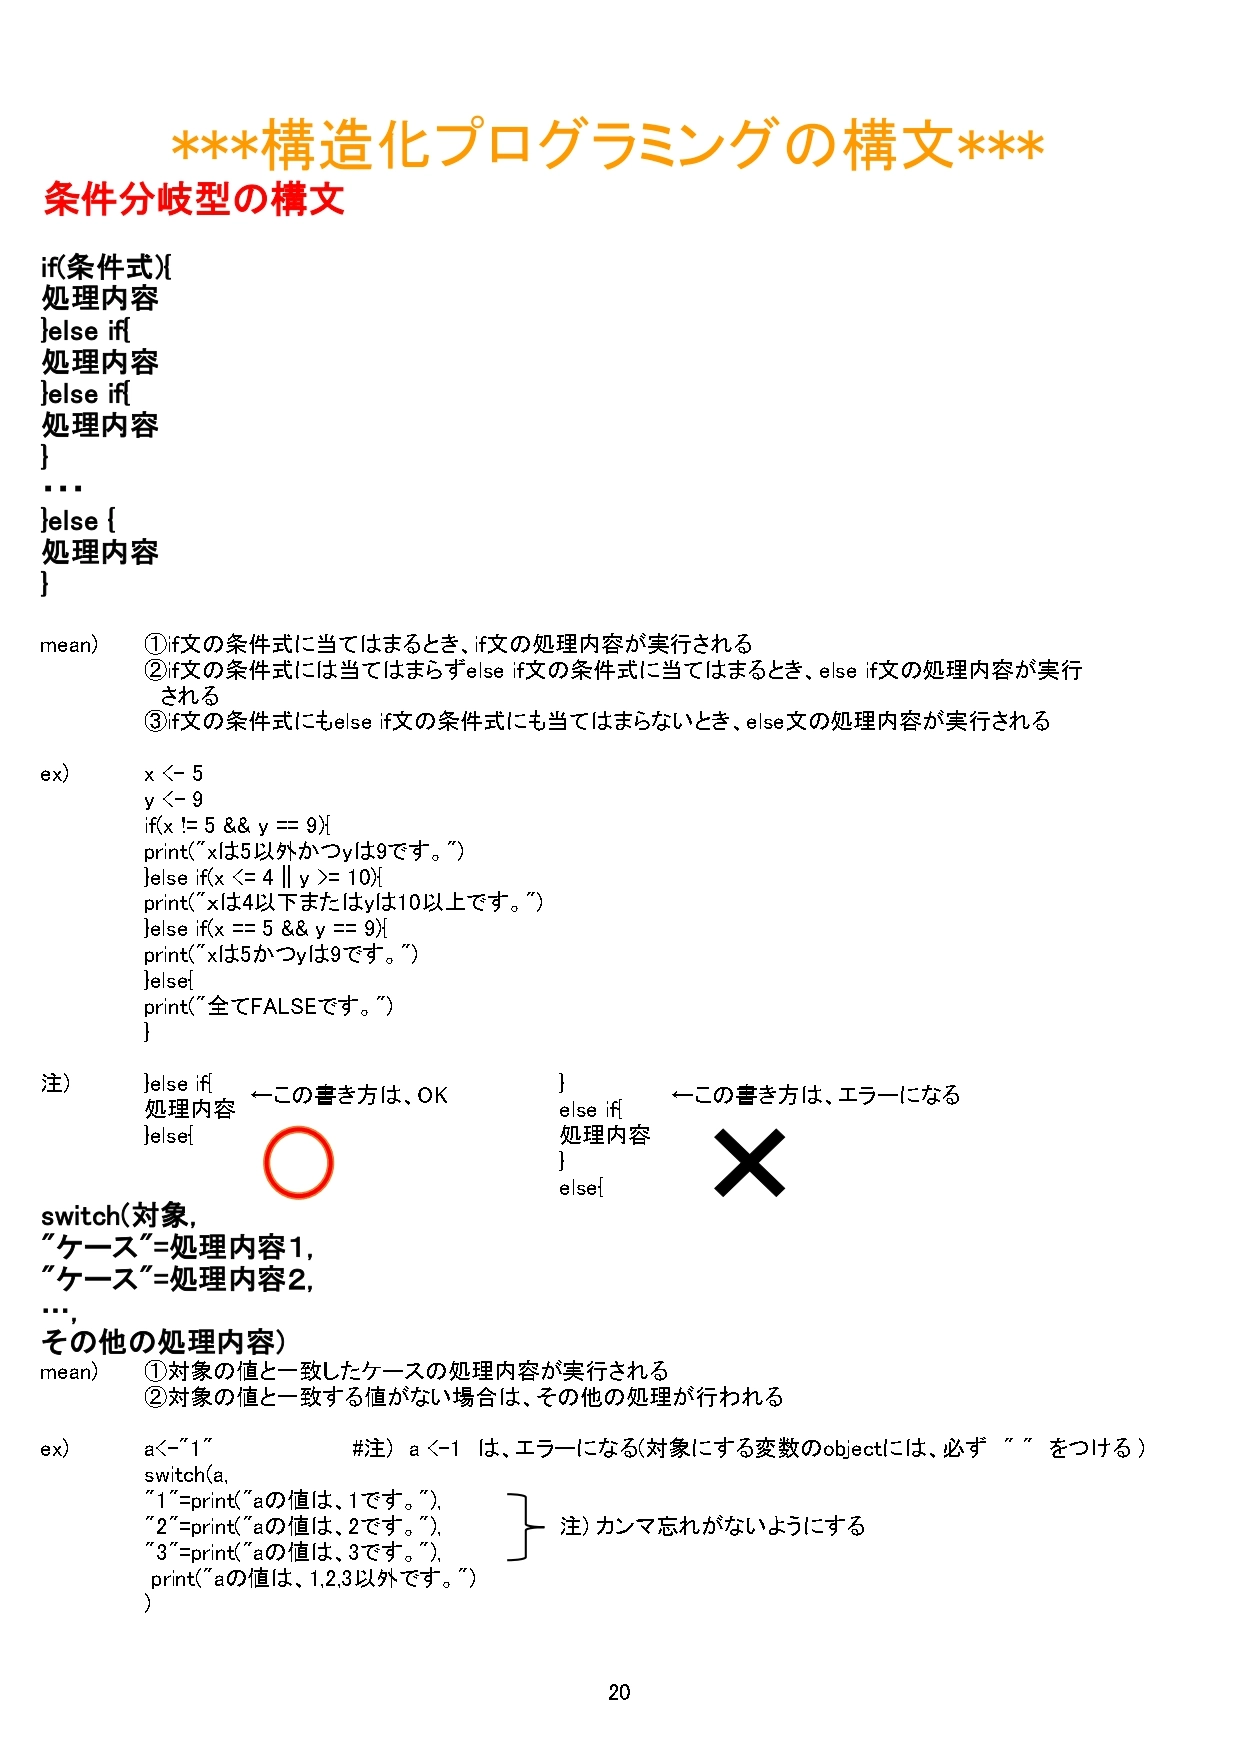 ***構造化プログラミングの構文***
条件分岐型の構文
if(条件式){
処理内容
}else if{
処理内容
}else if{
処理内容
}
・・・
}else {
処理内容
}
mean) ①if文の条件式に当てはまるとき、if文の処理内容が実行される
②if文の条件式には当てはまらずelse if文の条件式に当てはまるとき、else if文の処理内容が実行
される
③if文の条件式にもelse if文の条件式にも当てはまらないとき、else文の処理内容が実行される
ex) x <- 5
y <- 9
if(x != 5 && y == 9){
print("xは5以外かつyは9です。")
}else if(x <= 4 || y >= 10){
print("xは4以下またはyは10以上です。")
}else if(x == 5 && y == 9){
print("xは5かつyは9です。")
}else{
print("全てFALSEです。")
}
注) }else if{
処理内容
}else{
←この書き方は、OK
}
else if{
処理内容
}
else{
←この書き方は、エラーになる
switch(対象,
"ケース"=処理内容1,
"ケース"=処理内容2,
…,
その他の処理内容)
mean) ①対象の値と一致したケースの処理内容が実行される
②対象の値と一致する値がない場合は、その他の処理が行われる
ex) a<-"1" #注) a <-1 は、エラーになる(対象にする変数のobjectには、必ず " " をつける)
switch(a,
"1"=print("aの値は、1です。"),
"2"=print("aの値は、2です。"),
"3"=print("aの値は、3です。"),
注) カンマ忘れがないようにする
print("aの値は、1,2,3以外です。")
)
20